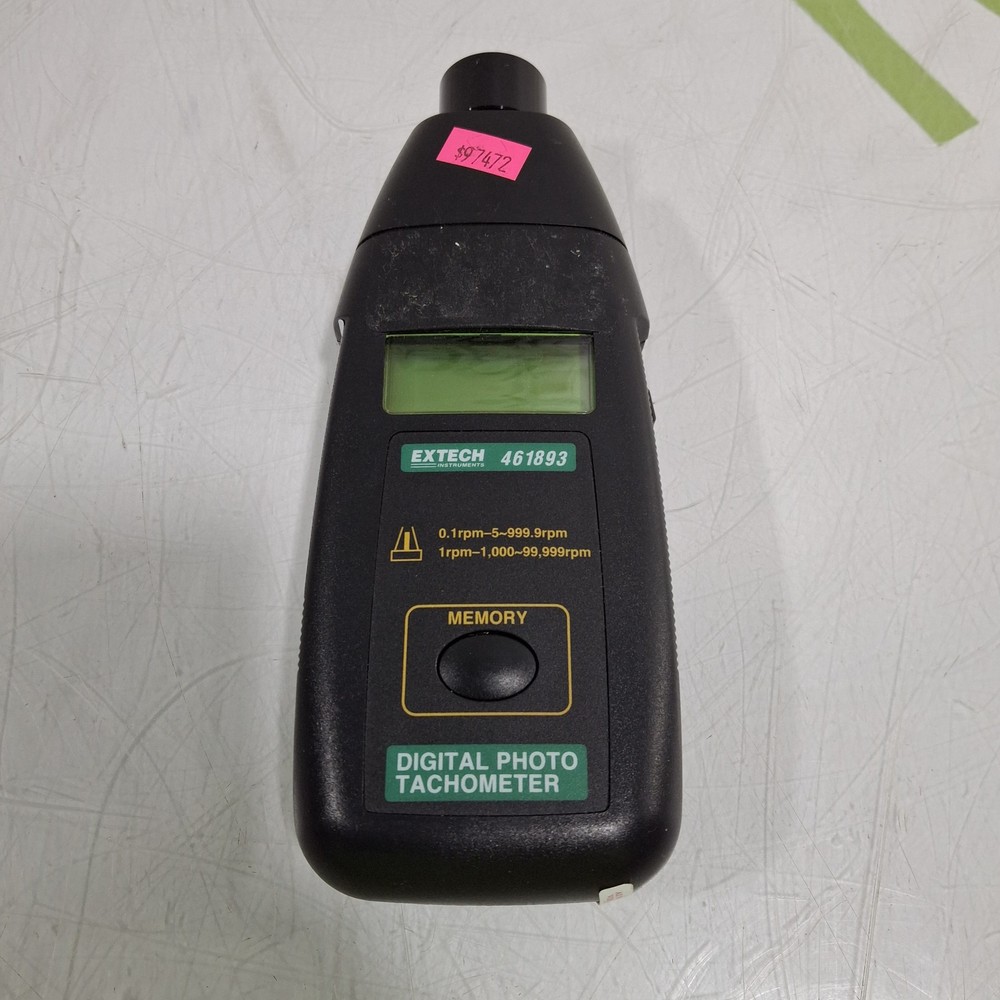 $97472
EXTECH 461893
INSTRUMENTS
0.1rpm–5~999.9rpm
1rpm–1,000~99,999rpm
MEMORY
DIGITAL PHOTO
TACHOMETER